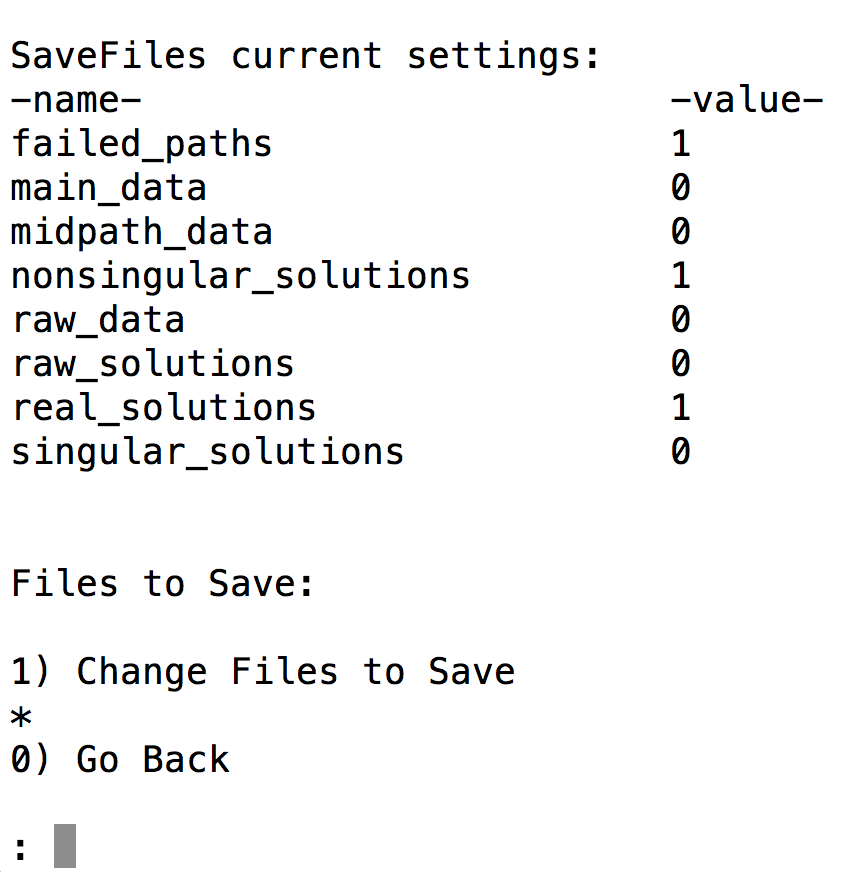 SaveFiles current settings:
-name- -value-
failed_paths 1
main_data 0
midpath_data 0
nonsingular_solutions 1
raw_data 0
raw_solutions 0
real_solutions 1
singular_solutions 0
Files to Save:
1) Change Files to Save
*
0) Go Back
: